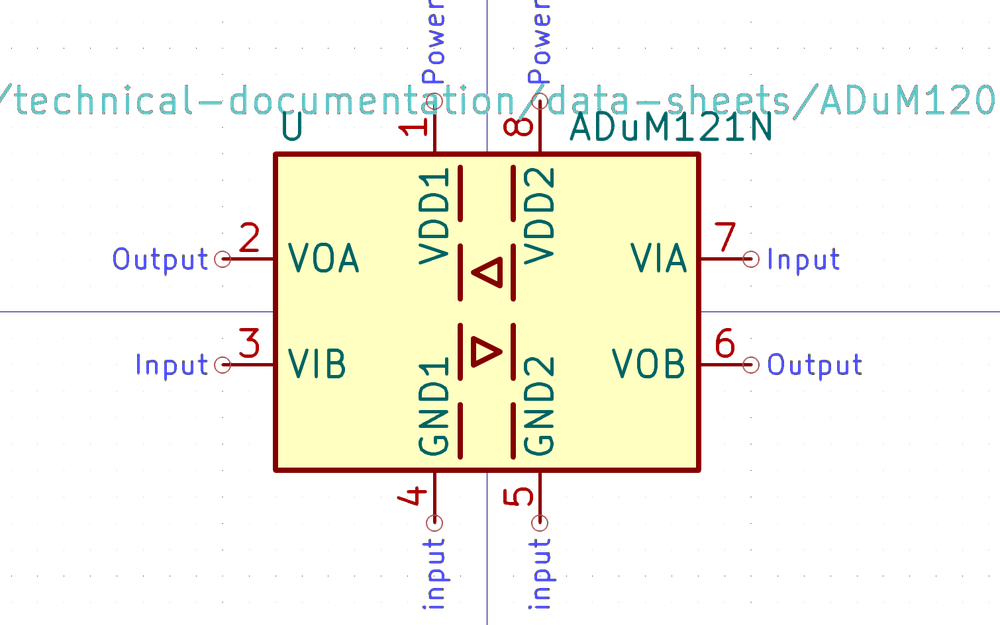 Power
Power
/technical-documentation/data-sheets/ADuM120
U
1
8
ADuM121N
VDD1
VDD2
Output
2
VOA
VIA
7
Input
Input
3
VIB
VOB
6
Output
GND1
GND2
4
5
input
input